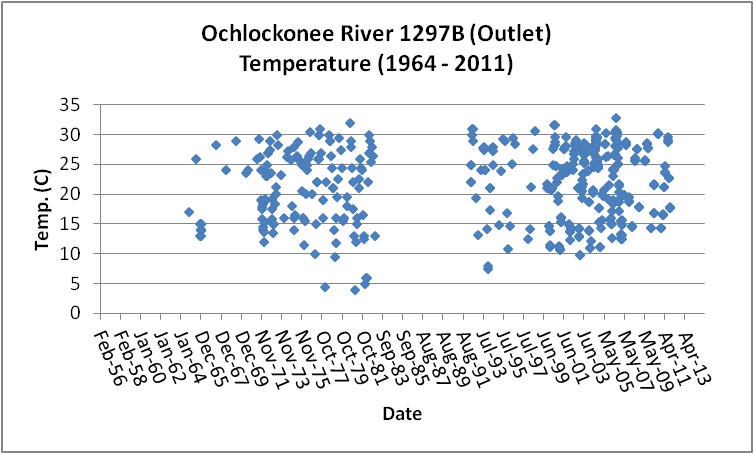 Ochlockonee River 1297B (Outlet)
Temperature (1964 - 2011)
Temp. (C)
35
30
25
20
15
10
5
0
Feb-56
Feb-58
Jan-60
Jan-62
Jan-64
Dec-65
Dec-67
Dec-69
Nov-71
Nov-73
Nov-75
Oct-77
Oct-79
Oct-81
Sep-83
Sep-85
Aug-87
Aug-89
Aug-91
Jul-93
Jul-95
Jul-97
Jun-99
Jun-01
Jun-03
May-05
May-07
May-09
Apr-11
Apr-13
Date